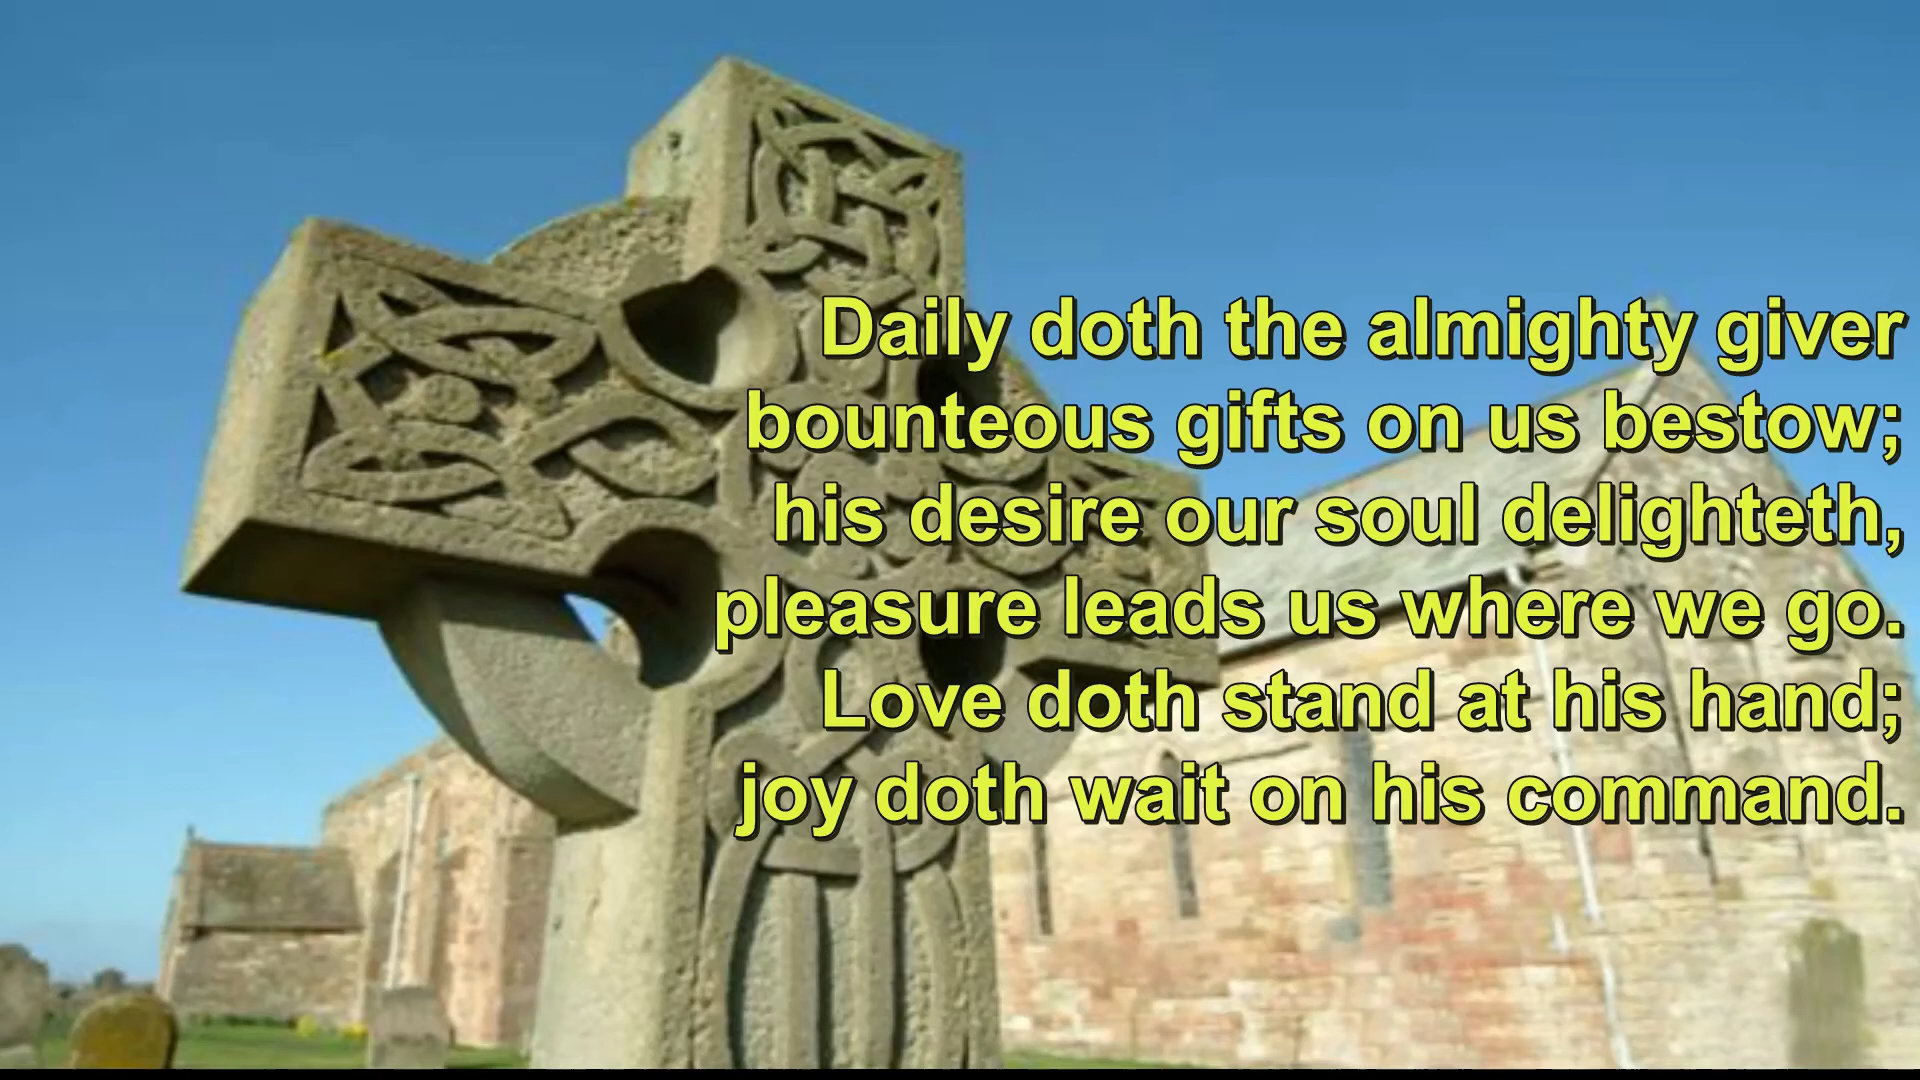 Daily doth the almighty giver
bounteous gifts on us bestow;
his desire our soul delighteth,
pleasure leads us where we go.
Love doth stand at his hand;
joy doth wait on his command.